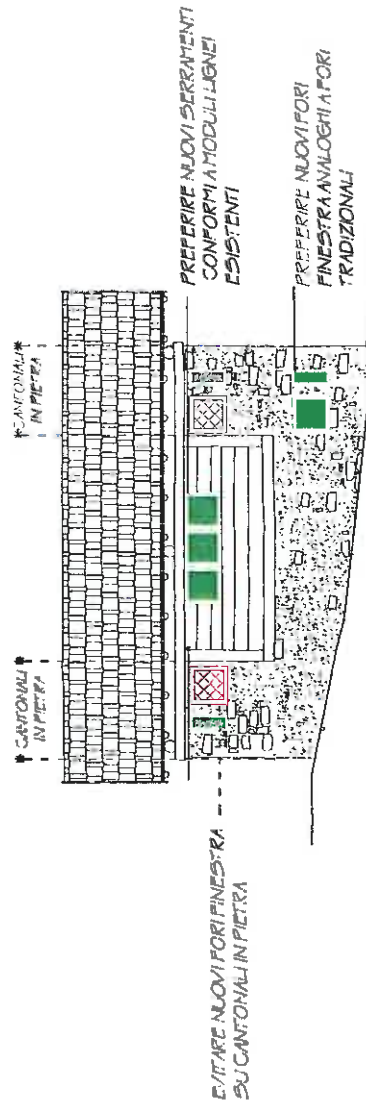 * CANTONALI
IN PIETRA
* CANTONALI *
IN PIETRA
PREFERIRE NUOVI SERRAMENTI
CONFORMI A MODULI LIGNEI
ESISTENTI
PREFERIRE NUOVI FORI
FINESTRA ANALOGHI A FORI
TRADIZIONALI
EVITARE NUOVI FORI FINESTRA
SU CANTONALI IN PIETRA